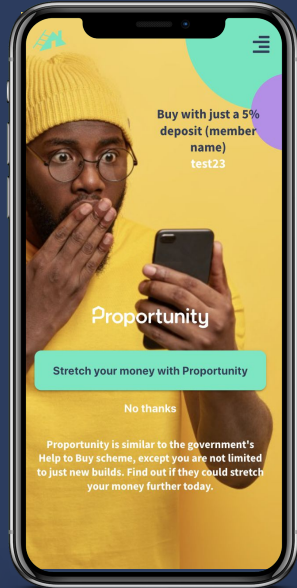 Buy with just a 5%
deposit (member
name)
test23
Proportunity
Stretch your money with Proportunity
No thanks
Proportunity is similar to the government's
Help to Buy scheme, except you are not limited
to just new builds. Find out if they could stretch
your money further today.